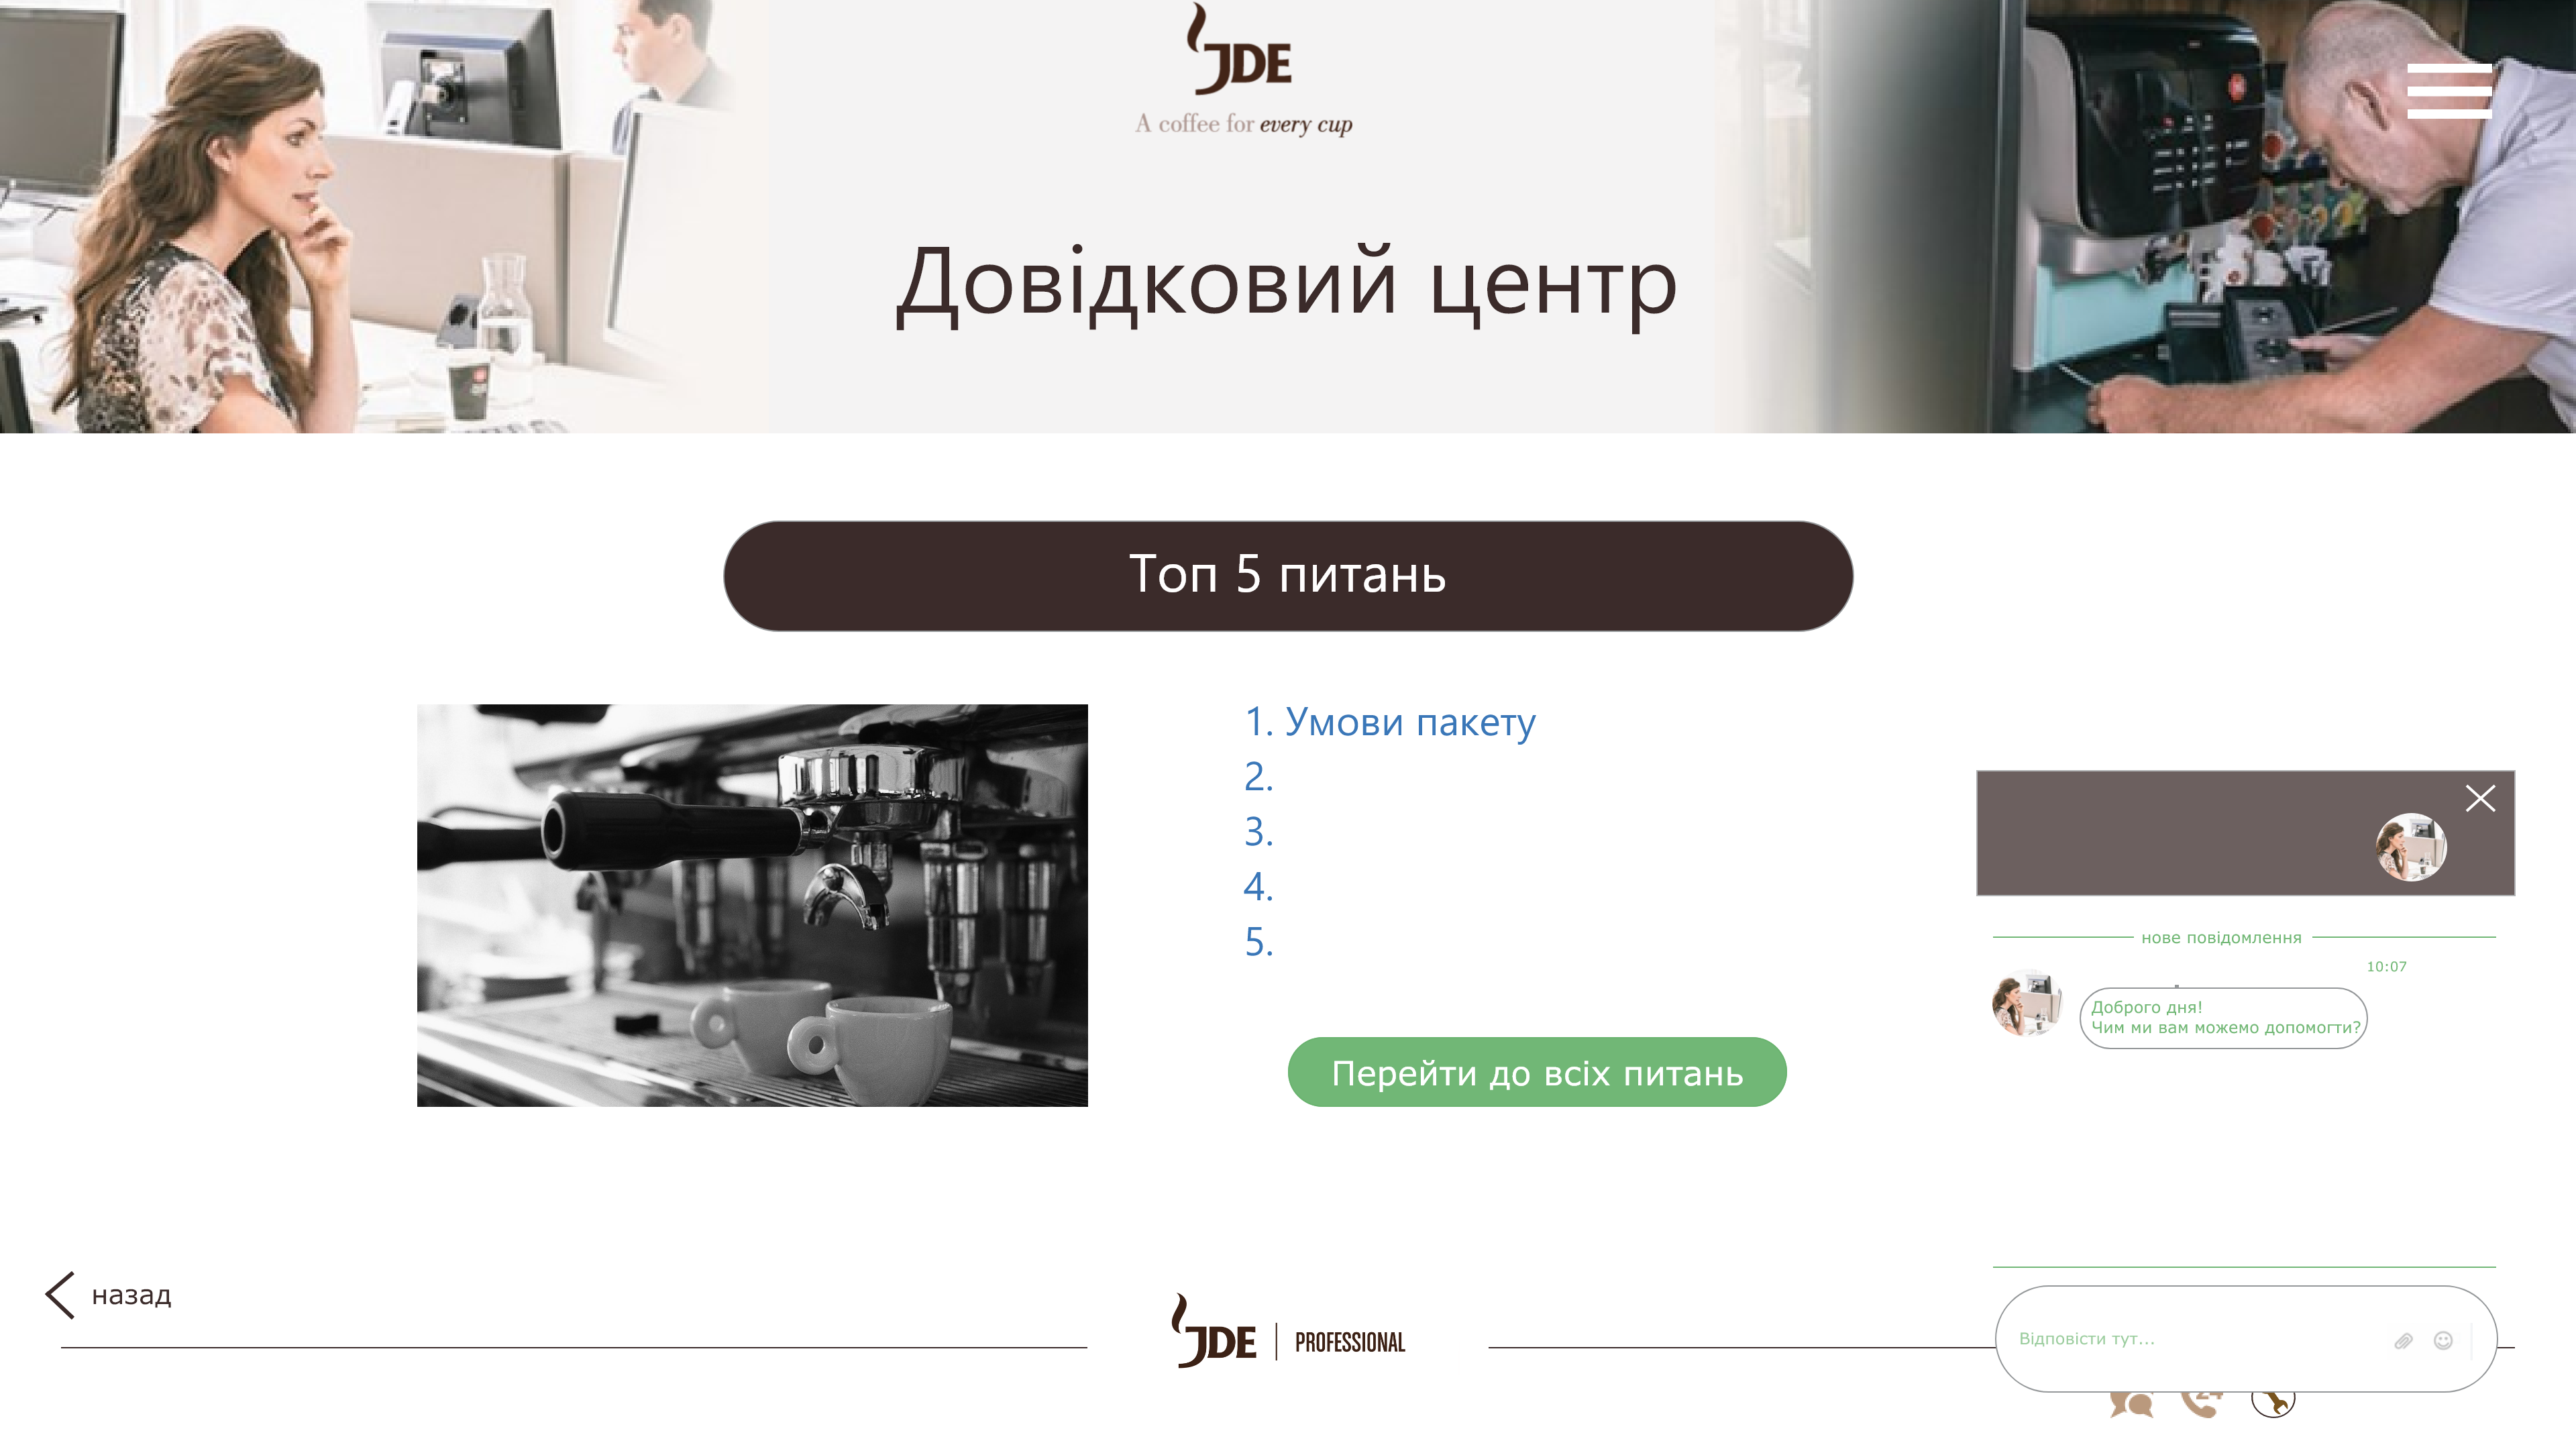 JDE
A coffee for every cup
Довідковий центр
Топ 5 питань
1. Умови пакету
2.
3.
4.
5.
Перейти до всіх питань
нове повідомлення
10:07
Доброго дня!
Чим ми вам можемо допомогти?
назад
JDE | PROFESSIONAL
Відповісти тут...
24